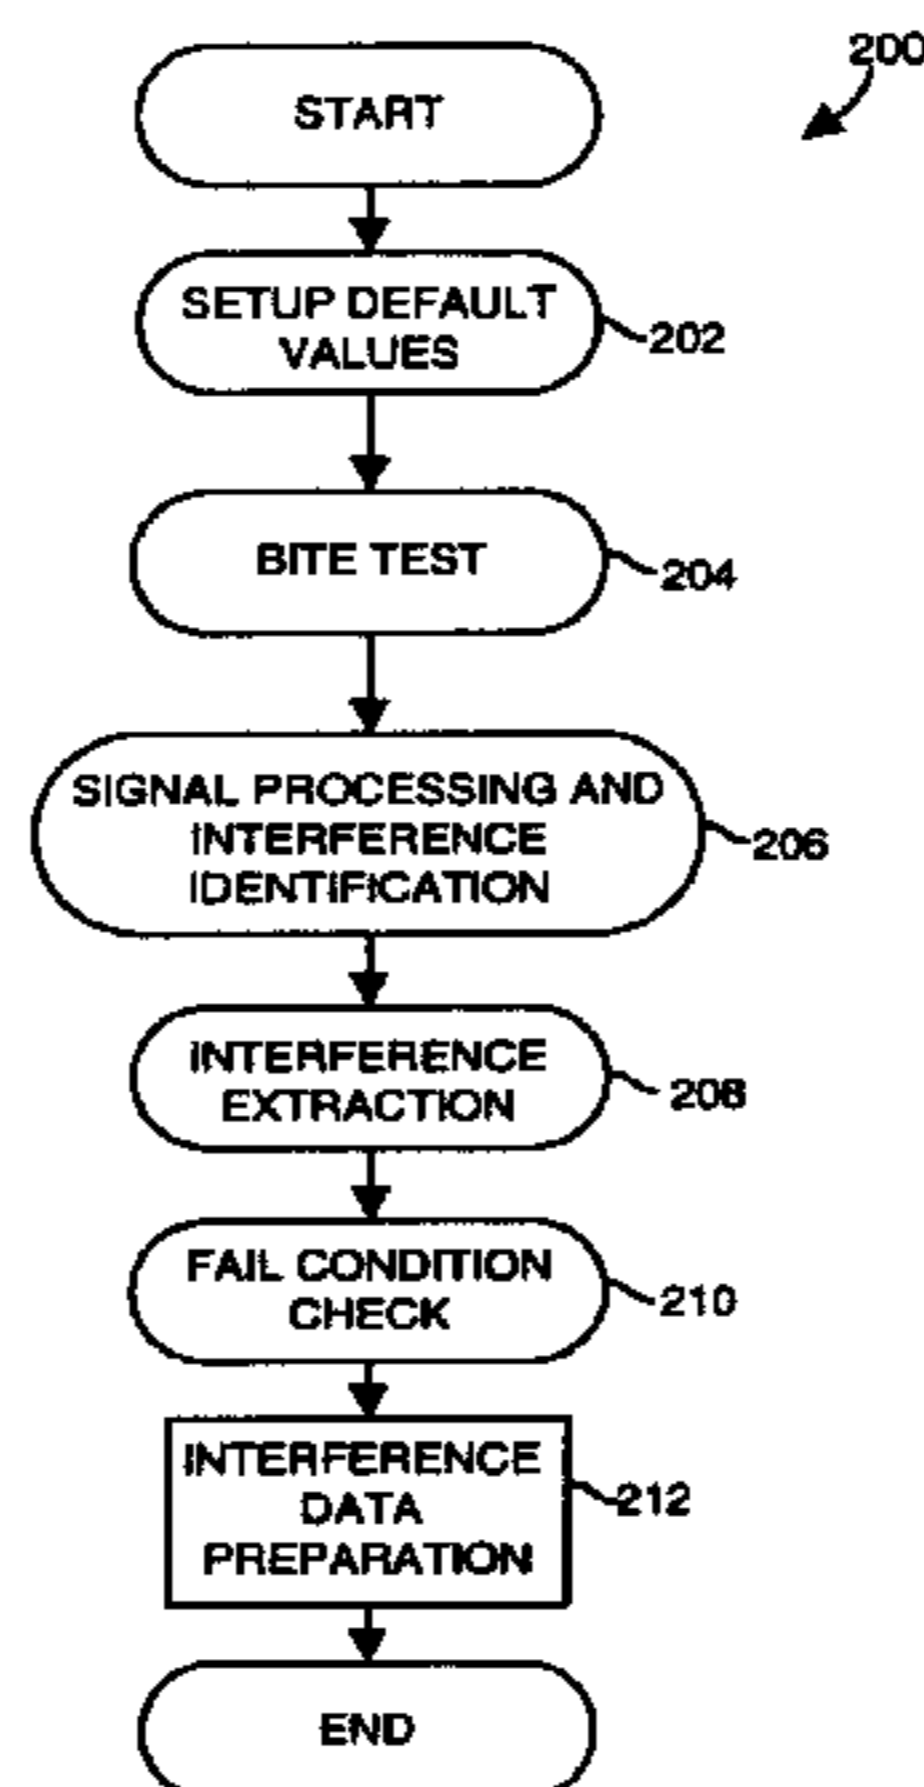 200
START
SETUP DEFAULT
VALUES
202
BITE TEST
204
SIGNAL PROCESSING AND
INTERFERENCE
IDENTIFICATION
206
INTERFERENCE
EXTRACTION
208
FAIL CONDITION
CHECK
210
INTERFERENCE
DATA
PREPARATION
212
END